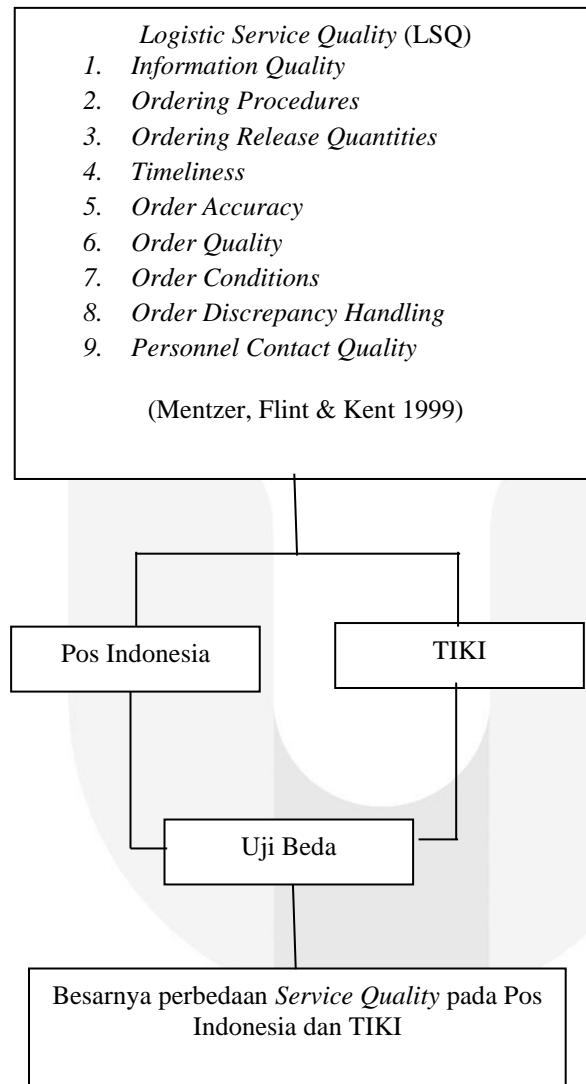 Logistic Service Quality (LSQ)
1. Information Quality
2. Ordering Procedures
3. Ordering Release Quantities
4. Timeliness
5. Order Accuracy
6. Order Quality
7. Order Conditions
8. Order Discrepancy Handling
9. Personnel Contact Quality
(Mentzer, Flint & Kent 1999)
Pos Indonesia
TIKI
Uji Beda
Besarnya perbedaan Service Quality pada Pos
Indonesia dan TIKI